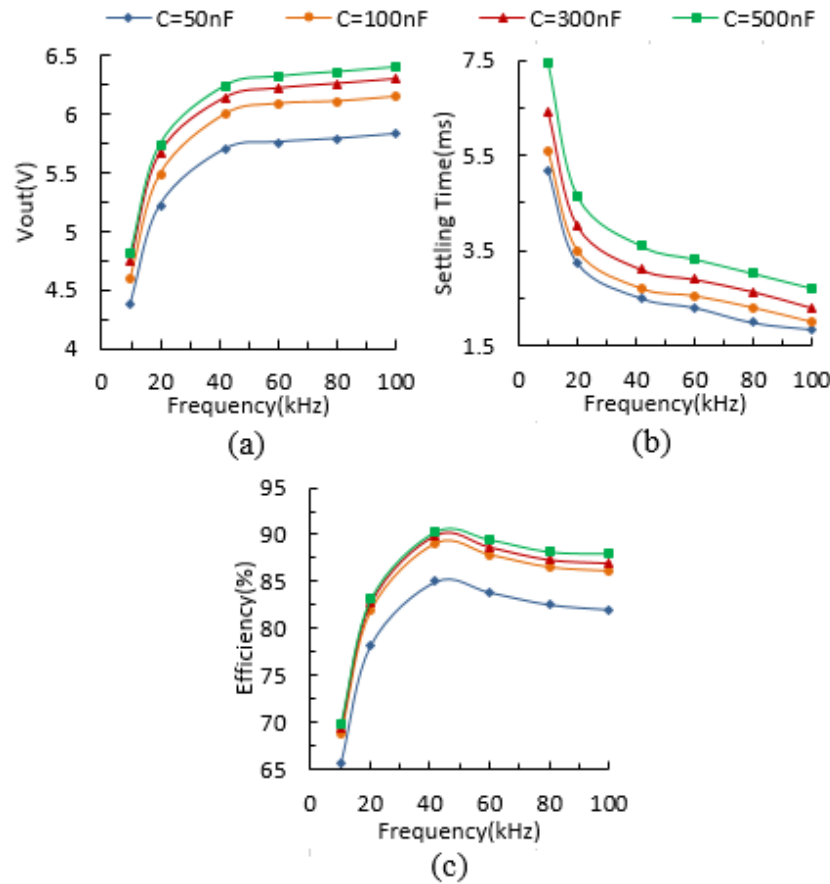 C=50nF C=100nF C=300nF C=500nF
6.5
6
5.5
5
4.5
4
Vout(V)
0 20 40 60 80 100
Frequency(kHz)
(a)
7.5
5.5
3.5
1.5
Settling Time(ms)
0 20 40 60 80 100
Frequency(kHz)
(b)
95
90
85
80
75
70
65
Efficiency(%)
0 20 40 60 80 100
Frequency(kHz)
(c)